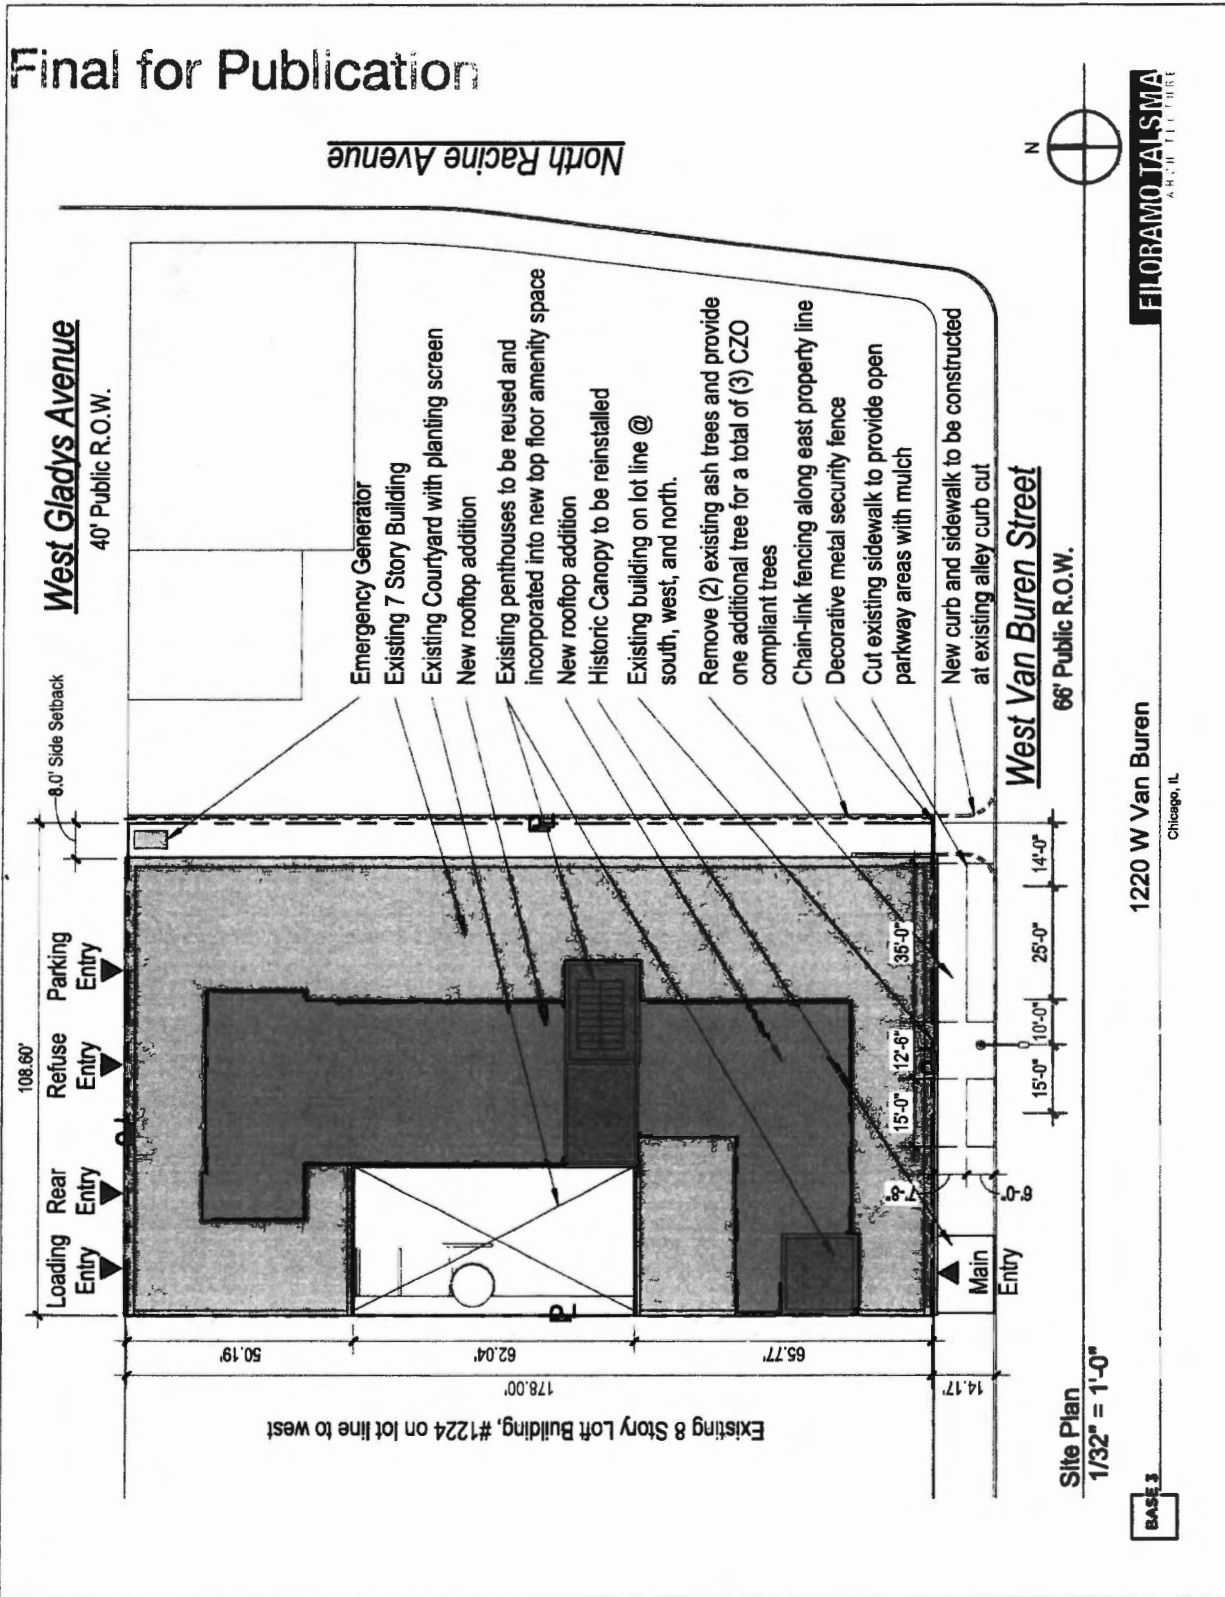 Final for Publication
North Racine Avenue
N
West Gladys Avenue
40' Public R.O.W.
8.0' Side Setback
108.60'
Loading
Entry
Rear
Entry
Refuse
Entry
Parking
Entry
Emergency Generator
Existing 7 Story Building
Existing Courtyard with planting screen
New rooftop addition
Existing penthouses to be reused and
incorporated into new top floor amenity space
New rooftop addition
Historic Canopy to be reinstalled
Existing building on lot line @
south, west, and north.
Remove (2) existing ash trees and provide
one additional tree for a total of (3) CZO
compliant trees
Chain-link fencing along east property line
Decorative metal security fence
Cut existing sidewalk to provide open
parkway areas with mulch
New curb and sidewalk to be constructed
at existing alley curb cut
West Van Buren Street
66' Public R.O.W.
50.19'
62.04'
65.77'
178.00'
14.17'
Existing 8 Story Loft Building, #1224 on lot line to west
15'-0"
12'-6"
35'-0"
7'-8"
6'-0"
15'-0"
10'-0"
25'-0"
14'-0"
Main
Entry
Site Plan
1/32" = 1'-0"
BASE 3
1220 W Van Buren
Chicago, IL
FILORAMO TALSMA
ARCHITECTURE